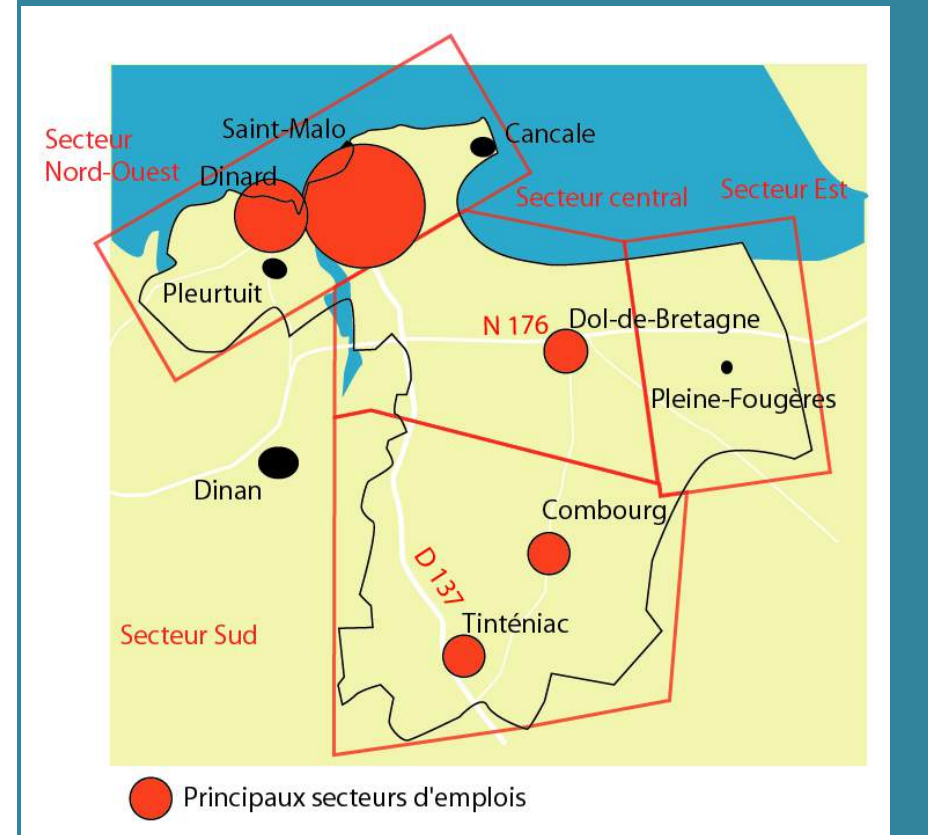 Saint-Malo
Cancale
Secteur
Nord-Ouest
Dinard
Secteur central
Secteur Est
Pleurtuit
N 176
Dol-de-Bretagne
Pleine-Fougères
Dinan
Combourg
D 137
Tinténiac
Secteur Sud
Principaux secteurs d'emplois